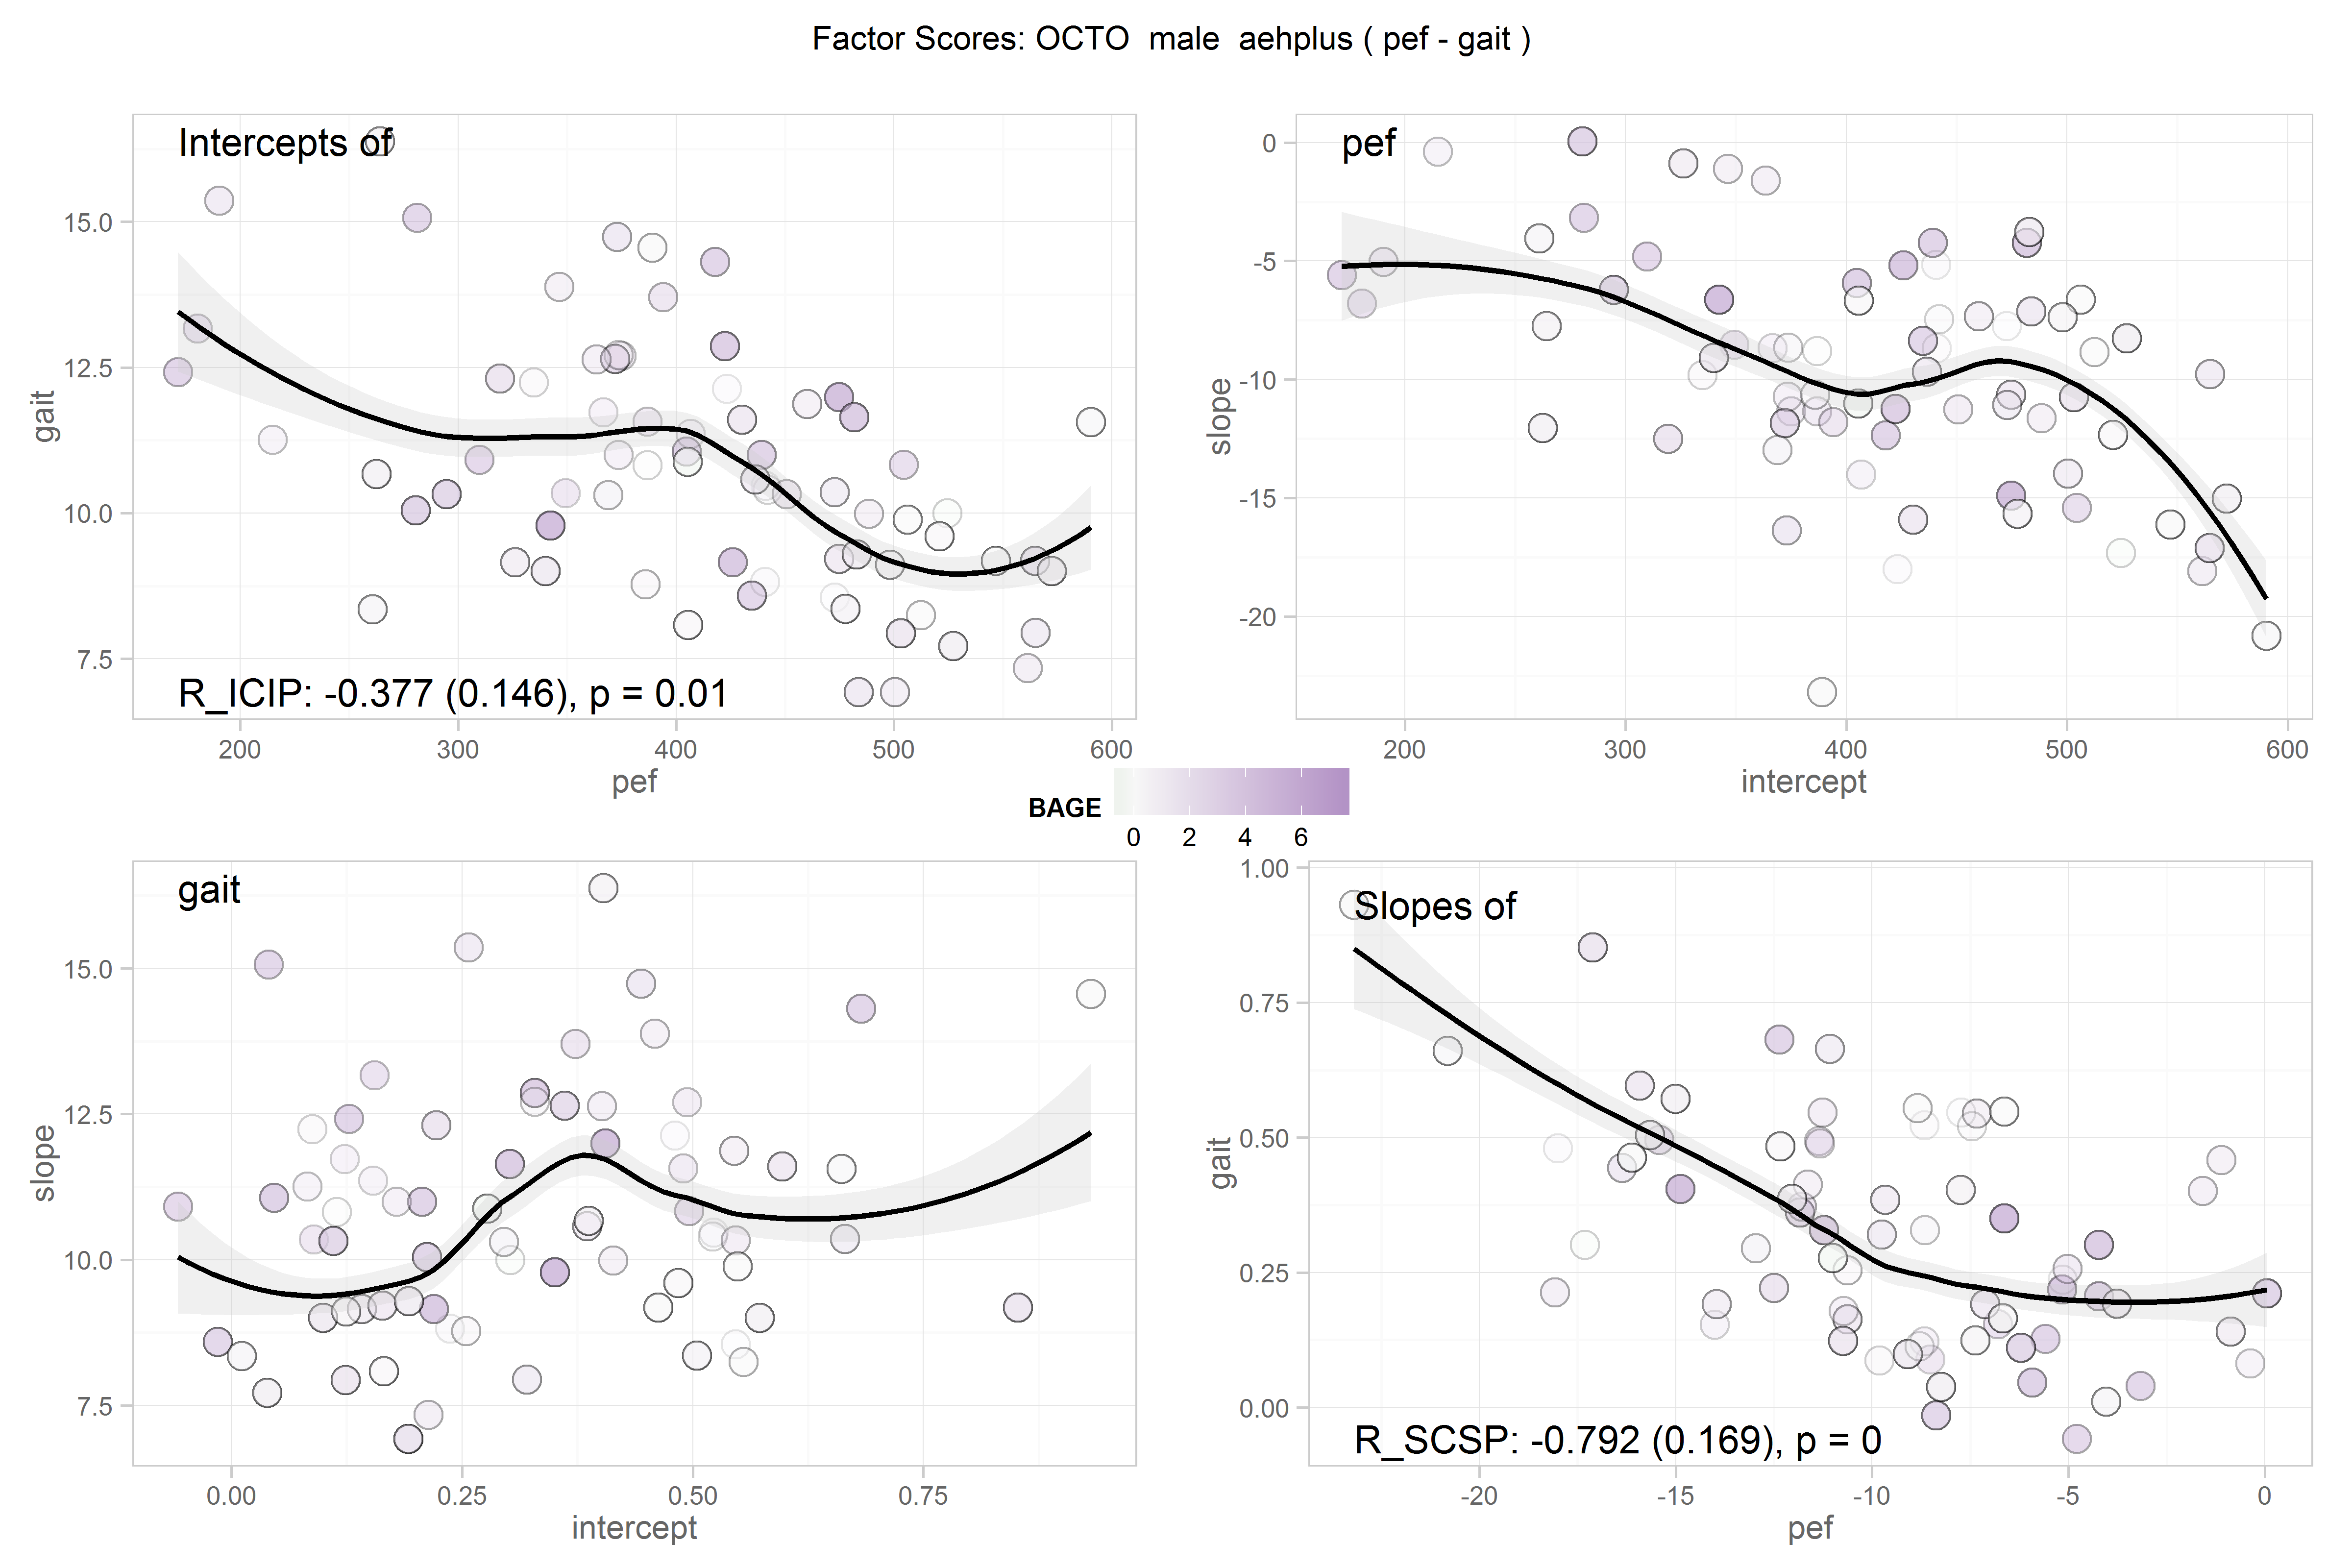 Factor Scores: OCTO male aehplus ( pef - gait )
Intercepts of
gait
15.0
12.5
10.0
7.5
R_ICIP: -0.377 (0.146), p = 0.01
200 300 400 500 600
pef
pef
slope
0
-5
-10
-15
-20
200 300 400 500 600
intercept
BAGE
0 2 4 6
gait
slope
15.0
12.5
10.0
7.5
0.00 0.25 0.50 0.75
intercept
Slopes of
gait
1.00
0.75
0.50
0.25
0.00
R_SCSP: -0.792 (0.169), p = 0
-20 -15 -10 -5 0
pef